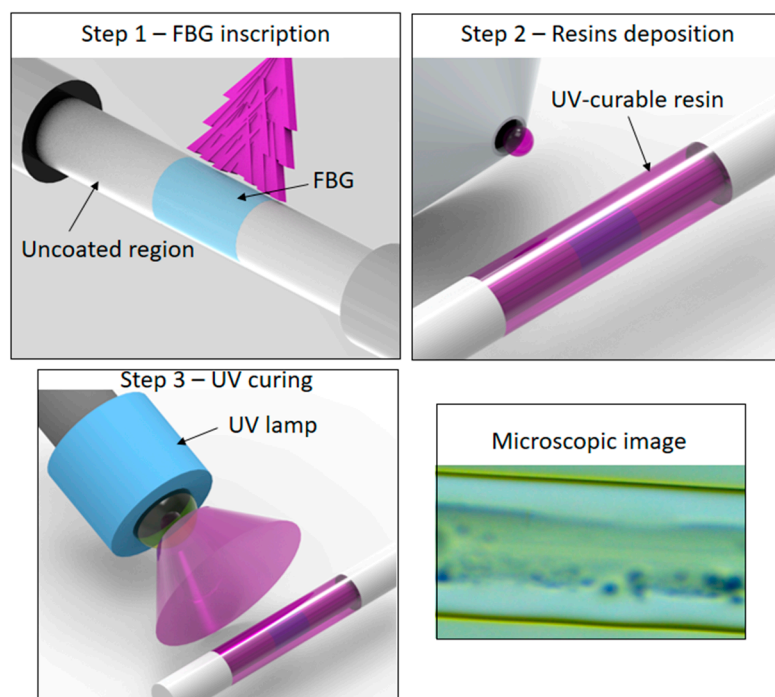 Step 1 – FBG inscription
FBG
Uncoated region
Step 2 – Resins deposition
UV-curable resin
Step 3 – UV curing
UV lamp
Microscopic image